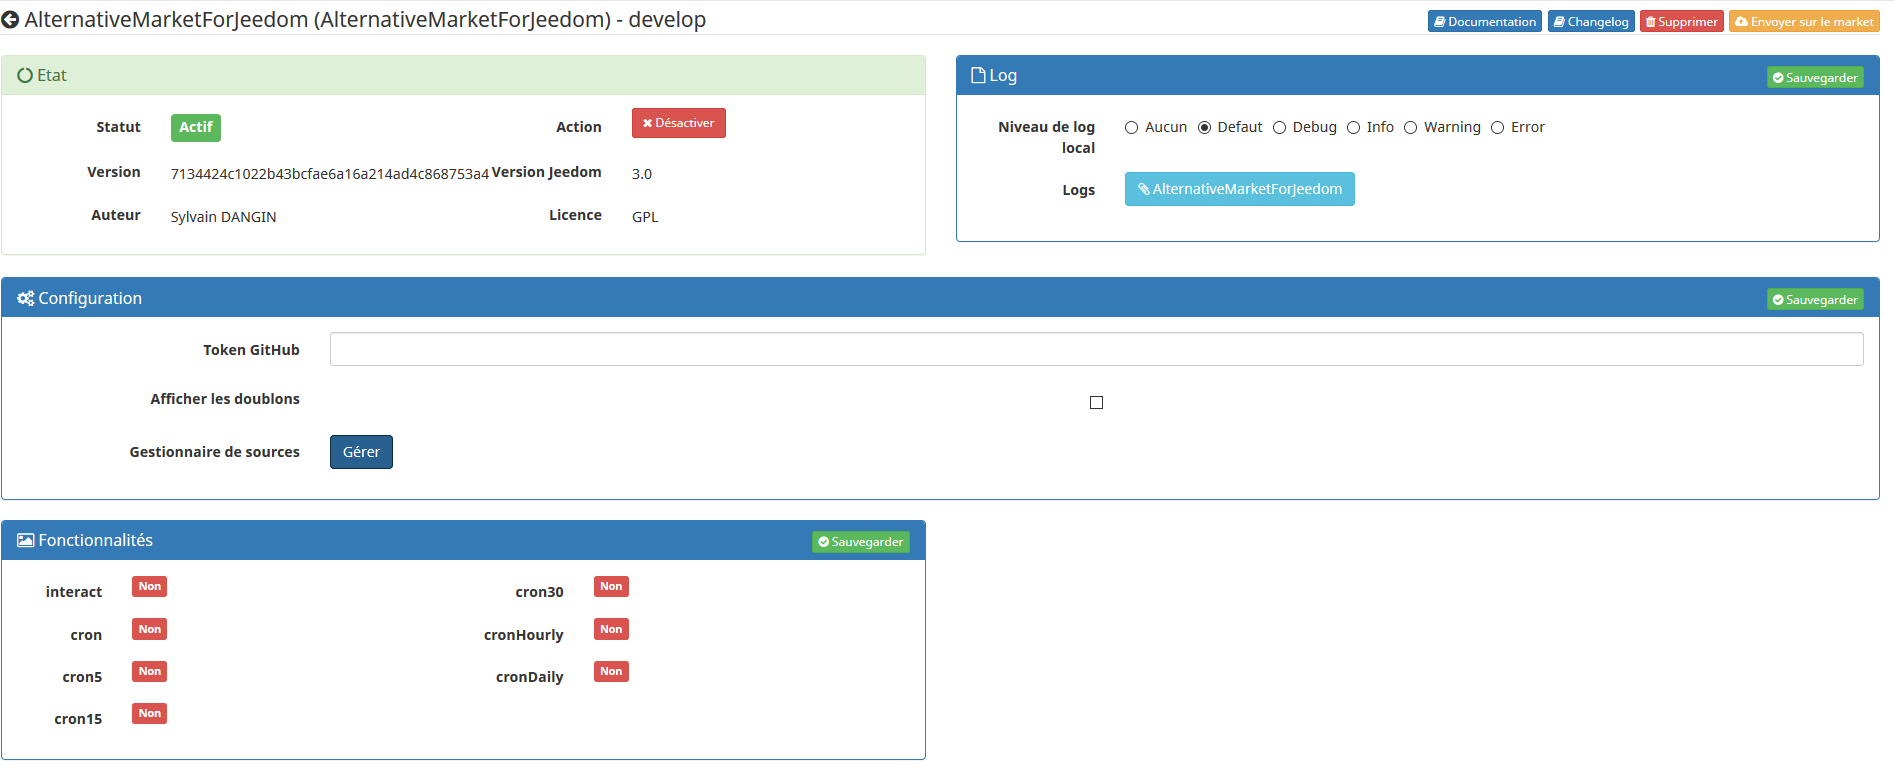 AlternativeMarketForJeedom (AlternativeMarketForJeedom) - develop
Documentation Changelog Supprimer Envoyer sur le market
Etat
Statut Actif Action Désactiver
Version 7134424c1022b43bcfae6a16a214ad4c868753a4 Version Jeedom 3.0
Auteur Sylvain DANGIN Licence GPL
Log Sauvegarder
Niveau de log local Aucun Defaut Debug Info Warning Error
Logs AlternativeMarketForJeedom
Configuration Sauvegarder
Token GitHub
Afficher les doublons
Gestionnaire de sources Gérer
Fonctionnalités Sauvegarder
interact Non cron30 Non
cron Non cronHourly Non
cron5 Non cronDaily Non
cron15 Non